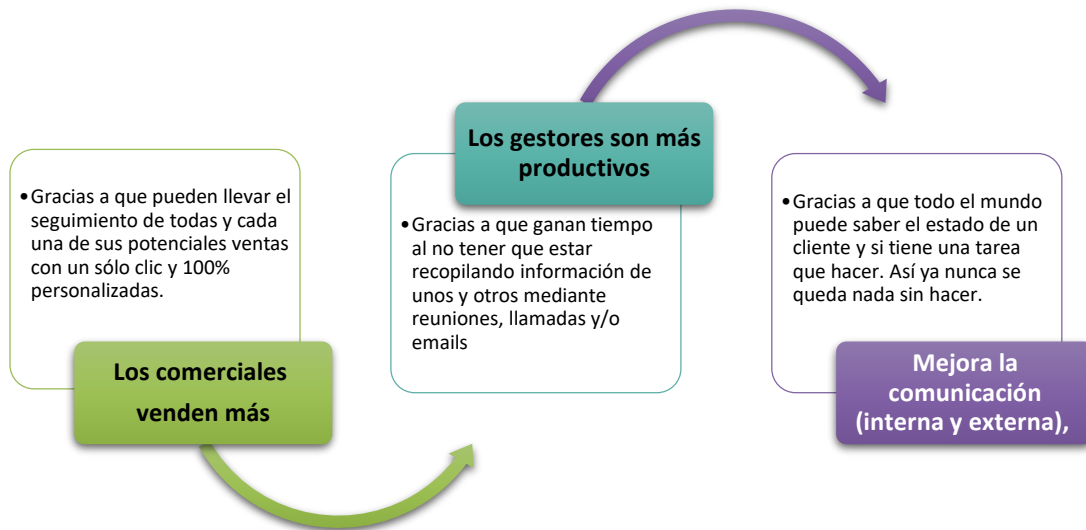 •Gracias a que pueden llevar el
seguimiento de todas y cada
una de sus potenciales ventas
con un sólo clic y 100%
personalizadas.
Los comerciales
venden más
Los gestores son más
productivos
•Gracias a que ganan tiempo
al no tener que estar
recopilando información de
unos y otros mediante
reuniones, llamadas y/o
emails
•Gracias a que todo el mundo
puede saber el estado de un
cliente y si tiene una tarea
que hacer. Así ya nunca se
queda nada sin hacer.
Mejora la
comunicación
(interna y externa),